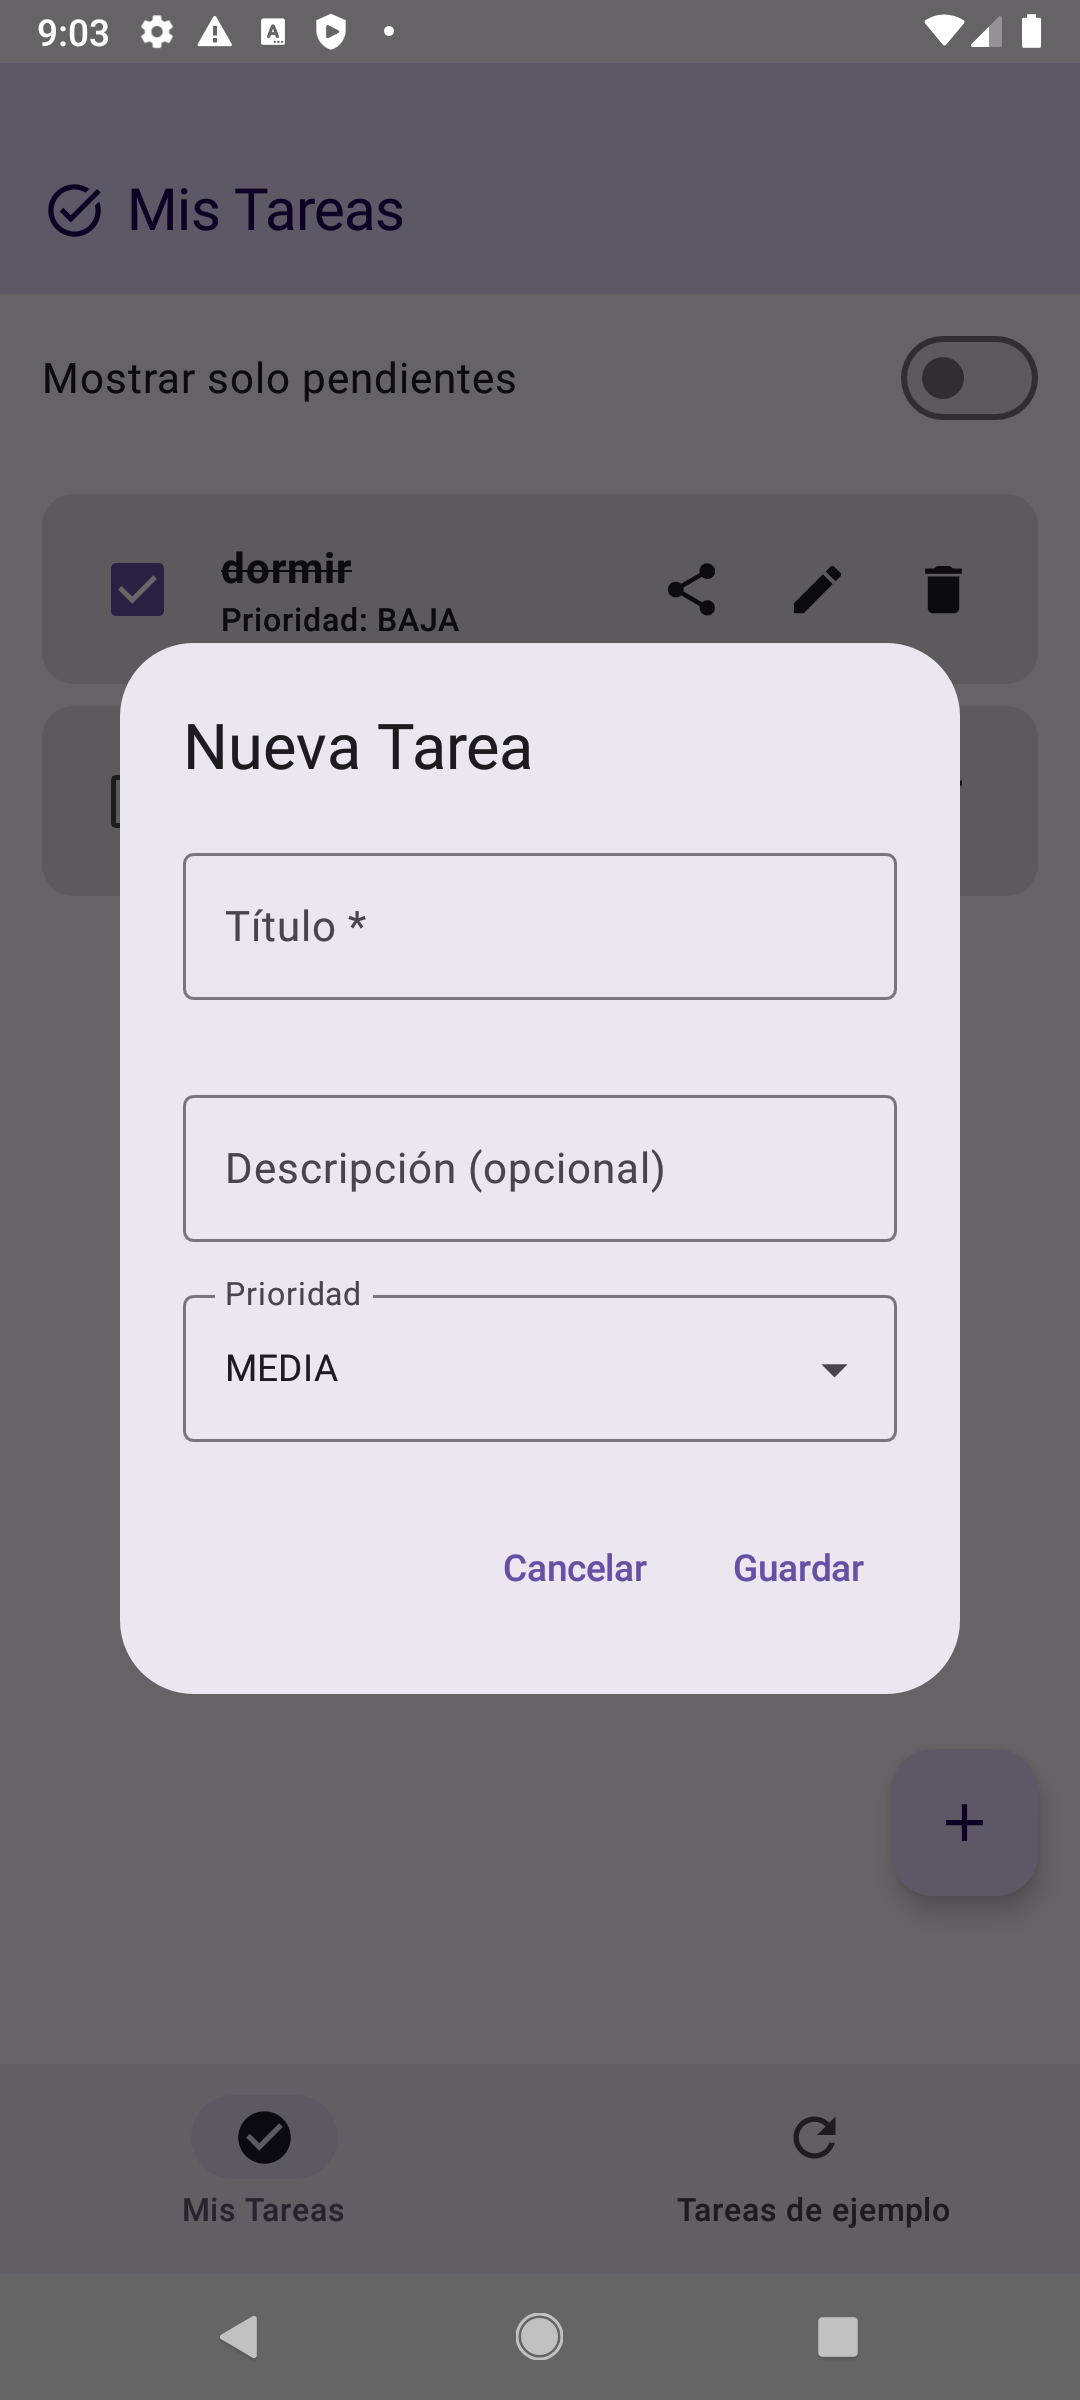 9:03
Mis Tareas
Mostrar solo pendientes
dormir
Prioridad: BAJA
Nueva Tarea
Título *
Descripción (opcional)
Prioridad
MEDIA
Cancelar
Guardar
Mis Tareas
Tareas de ejemplo